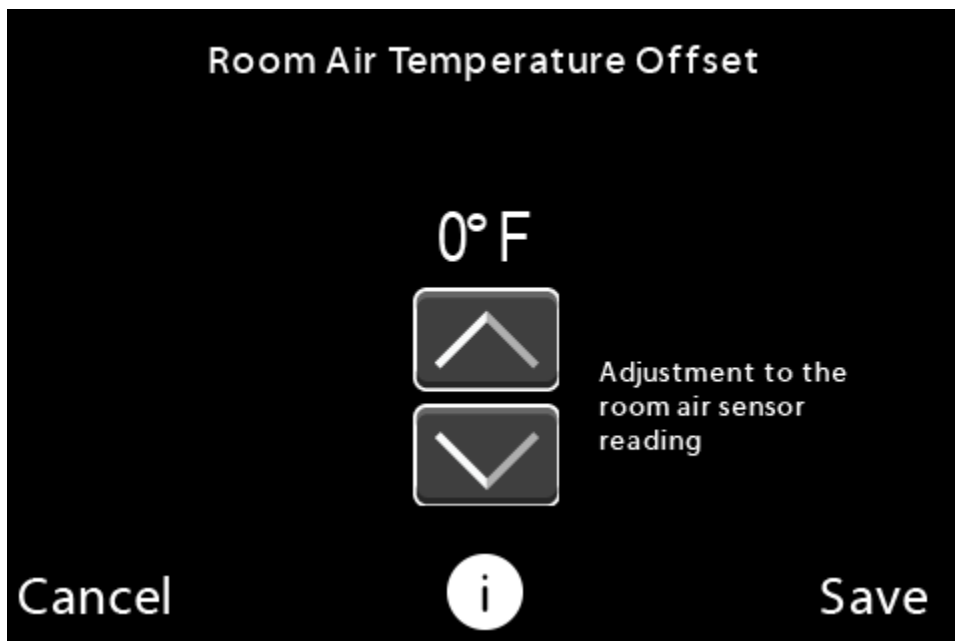 Room Air Temperature Offset
0° F
Adjustment to the
room air sensor
reading
Cancel
i
Save